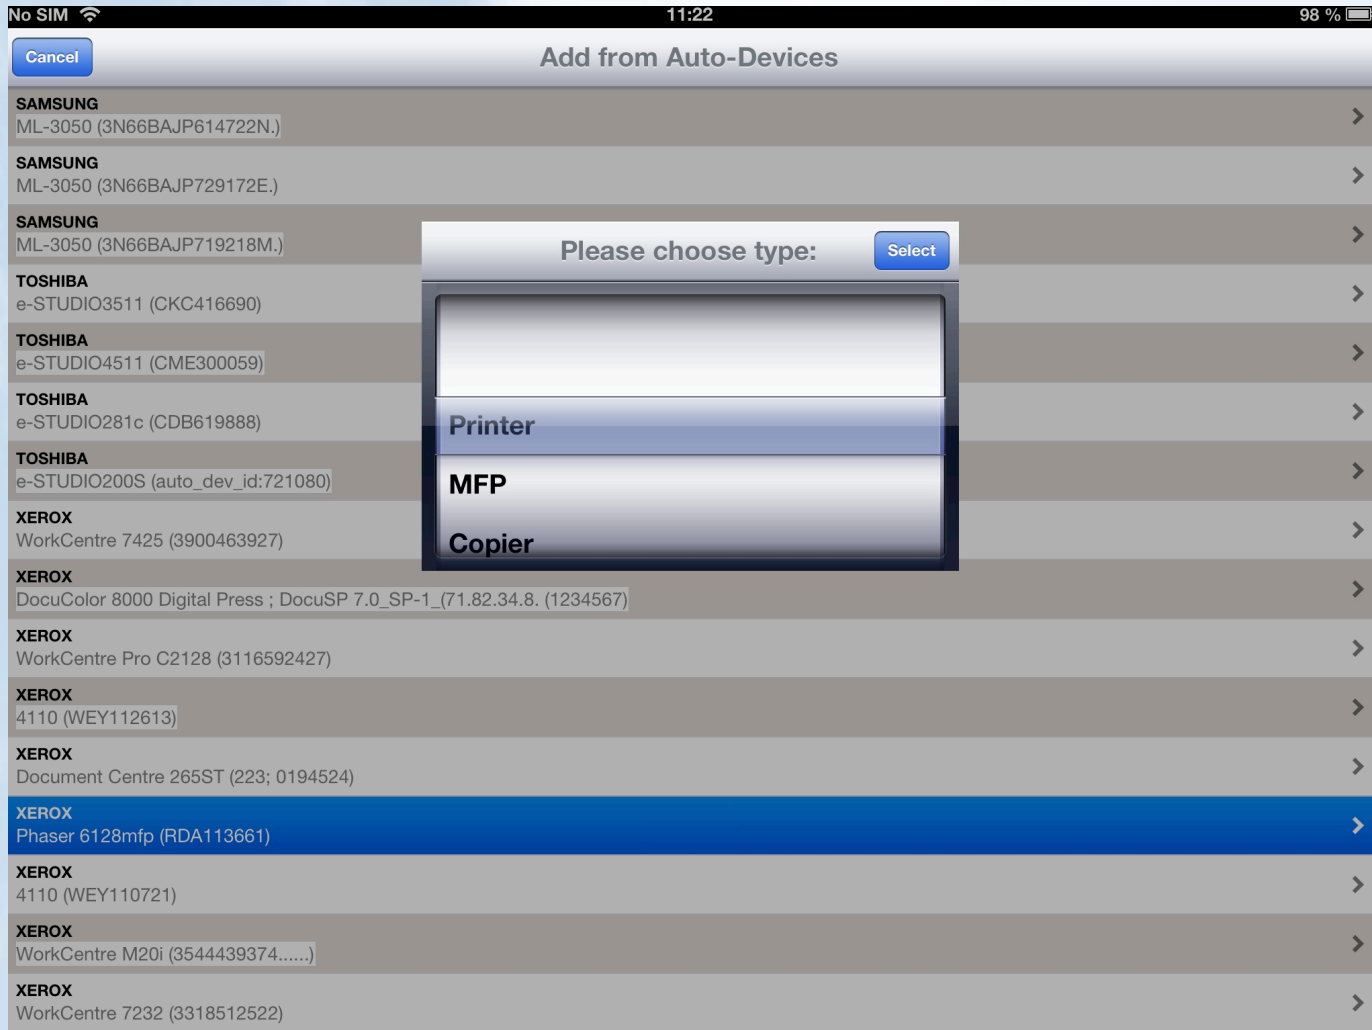 No SIM 11:22 98 %
Cancel Add from Auto-Devices
SAMSUNG
ML-3050 (3N66BAJP614722N.)
SAMSUNG
ML-3050 (3N66BAJP729172E.)
SAMSUNG
ML-3050 (3N66BAJP719218M.)
TOSHIBA
e-STUDIO3511 (CKC416690)
TOSHIBA
e-STUDIO4511 (CME300059)
TOSHIBA
e-STUDIO281c (CDB619888)
TOSHIBA
e-STUDIO200S (auto_dev_id:721080)
XEROX
WorkCentre 7425 (3900463927)
XEROX
DocuColor 8000 Digital Press ; DocuSP 7.0_SP-1_(71.82.34.8. (1234567)
XEROX
WorkCentre Pro C2128 (3116592427)
XEROX
4110 (WEY112613)
XEROX
Document Centre 265ST (223; 0194524)
XEROX
Phaser 6128mfp (RDA113661)
XEROX
4110 (WEY110721)
XEROX
WorkCentre M20i (3544439374......)
XEROX
WorkCentre 7232 (3318512522)
Please choose type: Select
Printer
MFP
Copier